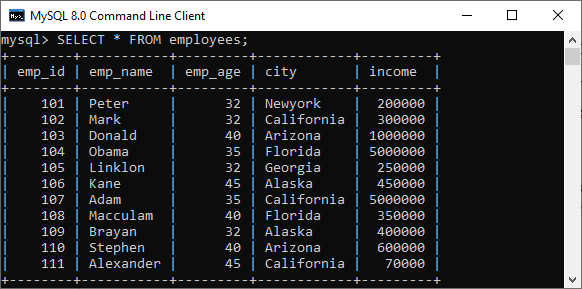 MySQL 8.0 Command Line Client
mysql> SELECT * FROM employees;
+--------+-----------+---------+------------+---------+
| emp_id | emp_name  | emp_age | city       | income  |
+--------+-----------+---------+------------+---------+
|    101 | Peter     |      32 | Newyork    |  200000 |
|    102 | Mark      |      32 | California |  300000 |
|    103 | Donald    |      40 | Arizona    | 1000000 |
|    104 | Obama     |      35 | Florida    | 5000000 |
|    105 | Linklon   |      32 | Georgia    |  250000 |
|    106 | Kane      |      45 | Alaska     |  450000 |
|    107 | Adam      |      35 | California | 5000000 |
|    108 | Macculam  |      40 | Florida    |  350000 |
|    109 | Brayan    |      32 | Alaska     |  400000 |
|    110 | Stephen   |      40 | Arizona    |  600000 |
|    111 | Alexander |      45 | California |   70000 |
+--------+-----------+---------+------------+---------+